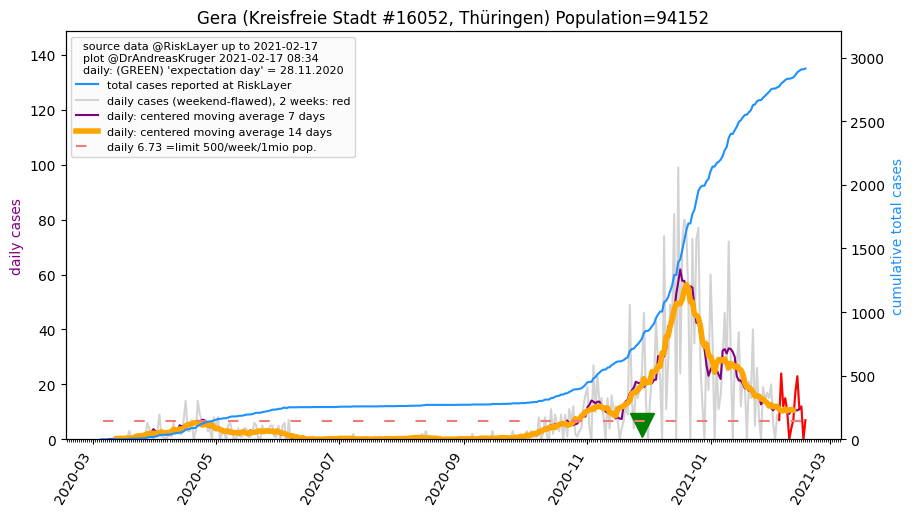 Gera (Kreisfreie Stadt #16052, Thüringen) Population=94152
source data @RiskLayer up to 2021-02-17
plot @DrAndreasKruger 2021-02-17 08:34
daily: (GREEN) 'expectation day' = 28.11.2020
total cases reported at RiskLayer
daily cases (weekend-flawed), 2 weeks: red
daily: centered moving average 7 days
daily: centered moving average 14 days
daily 6.73 =limit 500/week/1mio pop.
daily cases
140
120
100
80
60
40
20
0
3000
2500
2000
1500
1000
500
0
cumulative total cases
2020-03
2020-05
2020-07
2020-09
2020-11
2021-01
2021-03